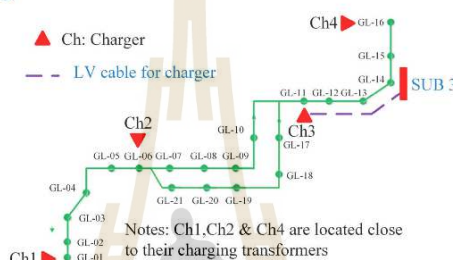 Ch4 GL-16
Ch: Charger
GL-15
LV cable for charger
GL-14
SUB 3
GL-11 GL-12 GL-13
Ch2
Ch3
GL-10
GL-17
GL-05 GL-06 GL-07 GL-08 GL-09
GL-18
GL-04
GL-21 GL-20 GL-19
GL-03
Notes: Ch1,Ch2 & Ch4 are located close
GL-02
to their charging transformers
Ch1 GL-01